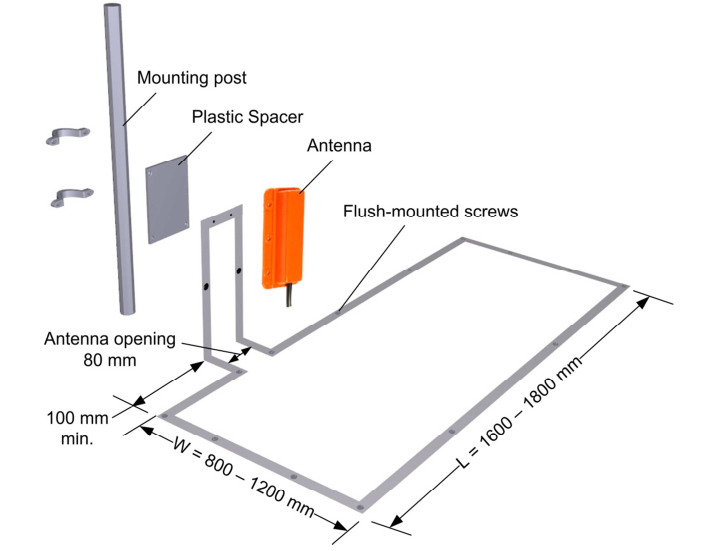 Mounting post
Plastic Spacer
Antenna
Flush-mounted screws
Antenna opening
80 mm
100 mm
min.
W = 800 – 1200 mm
L = 1600 – 1800 mm